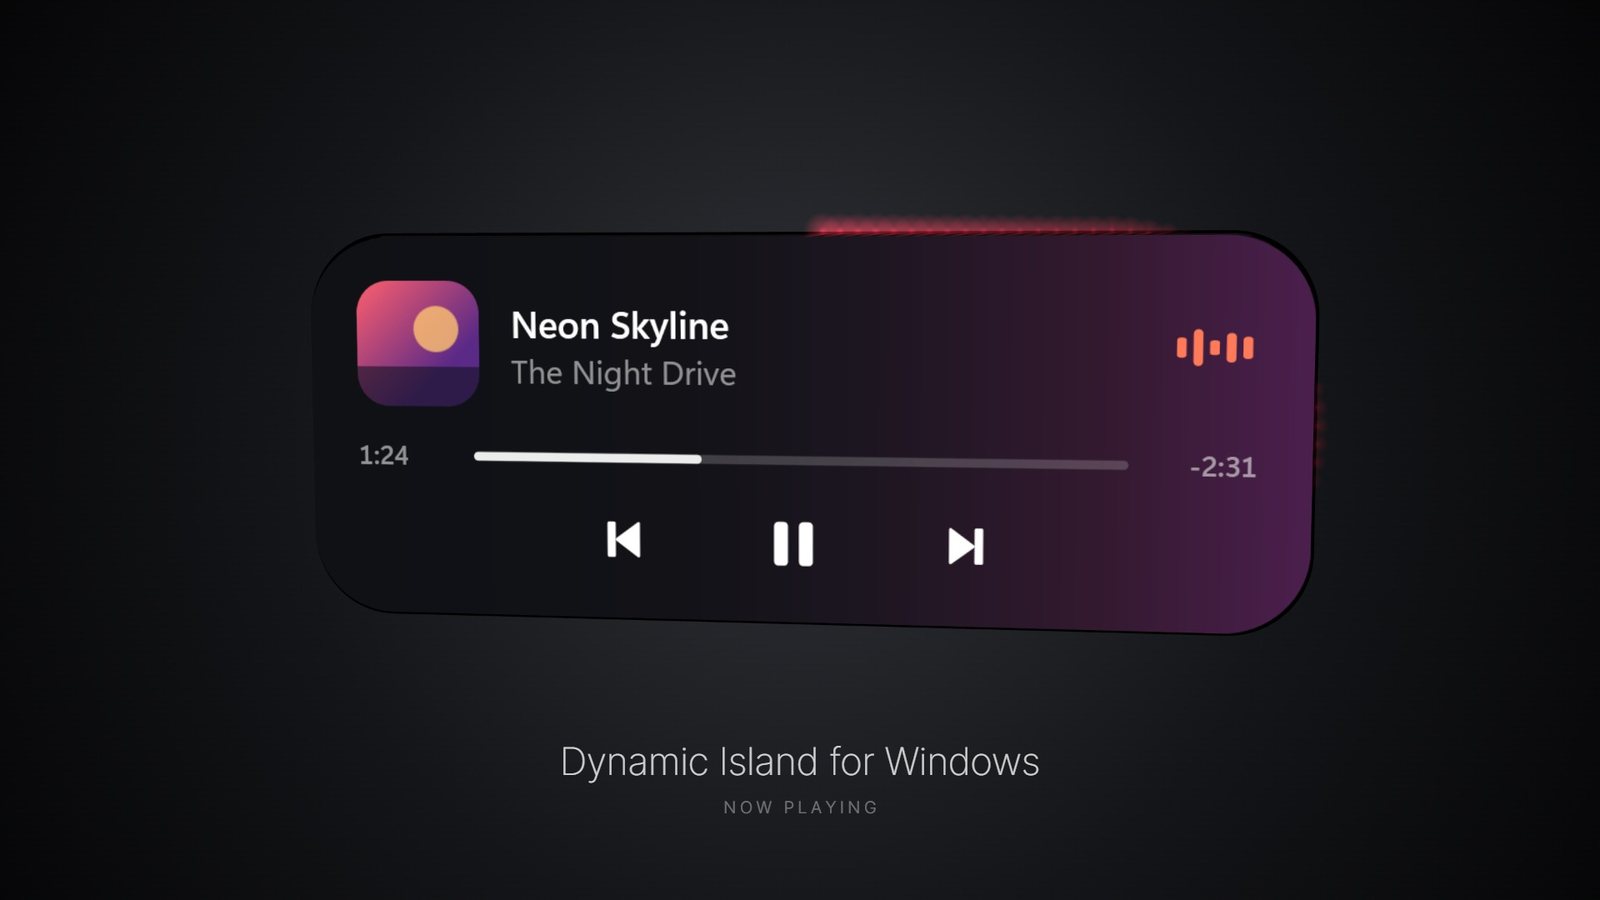 Neon Skyline
The Night Drive
1:24
-2:31
Dynamic Island for Windows
NOW PLAYING